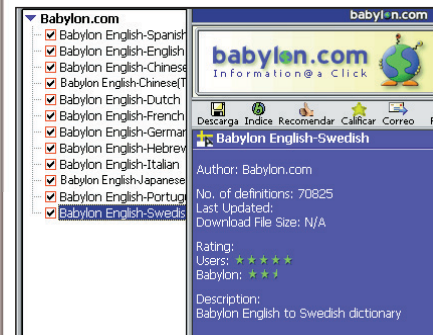 Babylon.com
Babylon English-Spanish
Babylon English-English
Babylon English-Chinese
Babylon English-Chinese(T
Babylon English-Dutch
Babylon English-French
Babylon English-German
Babylon English-Hebrew
Babylon English-Italian
Babylon English-Japanese
Babylon English-Portugu
Babylon English-Swedis
babylon.com
babylon.com
Information@a Click
Descarga Indice Recomendar Calificar Correo
Babylon English-Swedish
Author: Babylon.com
No. of definitions: 70825
Last Updated:
Download File Size: N/A
Rating:
Users:
Babylon:
Description:
Babylon English to Swedish dictionary